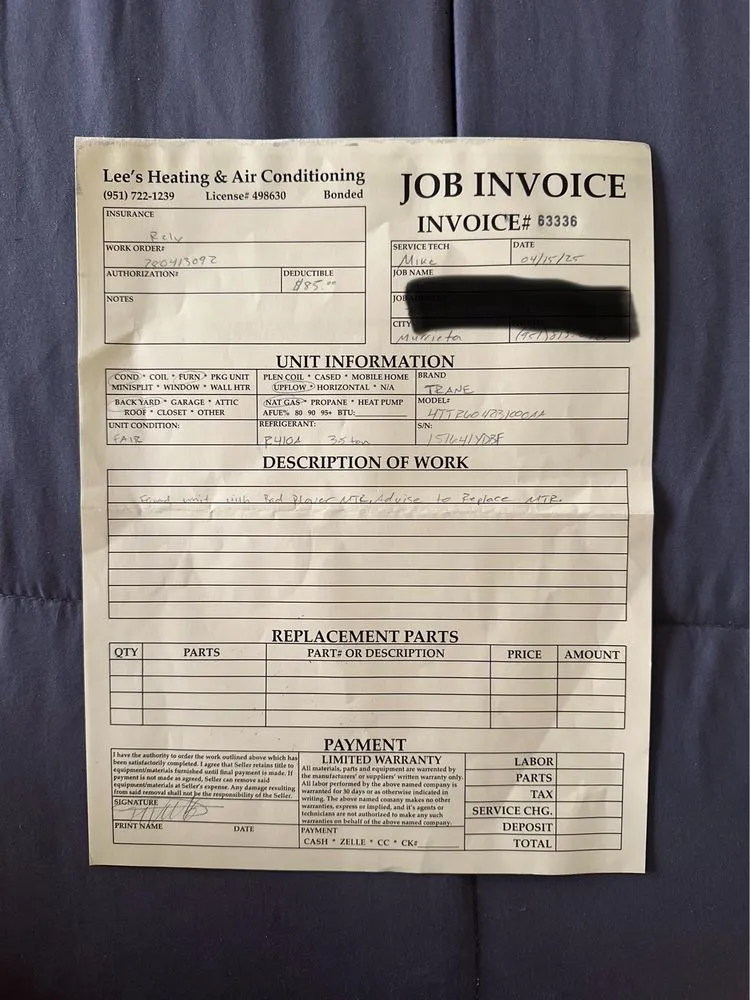 Lee's Heating & Air Conditioning
(951) 722-1239 License# 498630 Bonded
JOB INVOICE
INVOICE# 63336
INSURANCE
Rely
WORK ORDER#
780413092
AUTHORIZATION#
DEDUCTIBLE
$85.00
NOTES
SERVICE TECH
Mike
DATE
04/15/25
JOB NAME
CITY
Murrieta
UNIT INFORMATION
COND * COIL * FURN * PKG UNIT
MINISPLIT * WINDOW * WALL HTR
PLEN COIL * CASED * MOBILE HOME
UPFLOW * HORIZONTAL * N/A
BRAND
TRANE
BACK YARD * GARAGE * ATTIC
ROOF * CLOSET * OTHER
NAT GAS * PROPANE * HEAT PUMP
AFUE% 80 90 95+ BTU:
MODEL#
UNIT CONDITION:
FAIR
REFRIGERANT:
R410A 3.5 ton
S/N:
DESCRIPTION OF WORK
Found unit with Bad Blower MTR. Advise to Replace MTR.
REPLACEMENT PARTS
QTY PARTS PART# OR DESCRIPTION PRICE AMOUNT
PAYMENT
I have the authority to order the work outlined above which has
been satisfactorily completed. I agree that Seller retains title to
equipment/materials furnished until final payment is made. If
payment is not made as agreed, Seller can remove said
equipment/materials at Seller's expense. Any damage resulting
from said removal shall not be the responsibility of the Seller.
SIGNATURE
PRINT NAME DATE
LIMITED WARRANTY
All materials, parts and equipment are warranted by
the manufacturers' or suppliers' written warranty only.
All labor performed by the above named company is
warranted for 30 days or as otherwise indicated in
writing. The above named company makes no other
warranties, express or implied, and it's agents or
technicians are not authorized to make any such
warranties on behalf of the above named company.
PAYMENT
CASH * ZELLE * CC * CK#
LABOR
PARTS
TAX
SERVICE CHG.
DEPOSIT
TOTAL